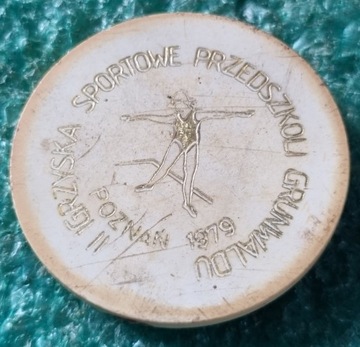 II IGRZYSKA SPORTOWE PRZEDSZKOLI GRUNWALDU
POZNAŃ 1979